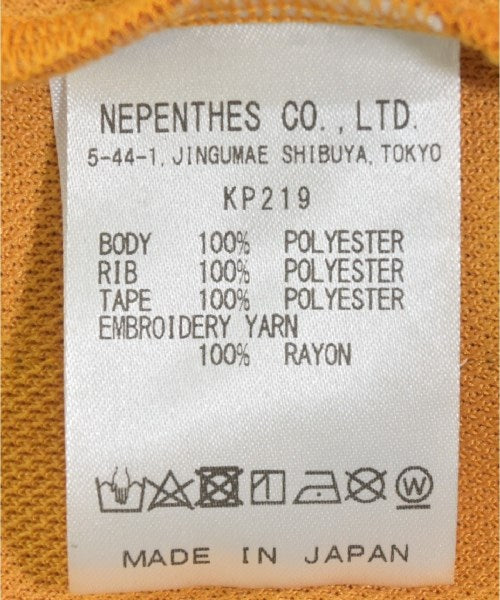 NEPENTHES CO.,LTD.
5-44-1, JINGUMAE SHIBUYA, TOKYO
KP219
BODY 100% POLYESTER
RIB 100% POLYESTER
TAPE 100% POLYESTER
EMBROIDERY YARN
100% RAYON
W
MADE IN JAPAN